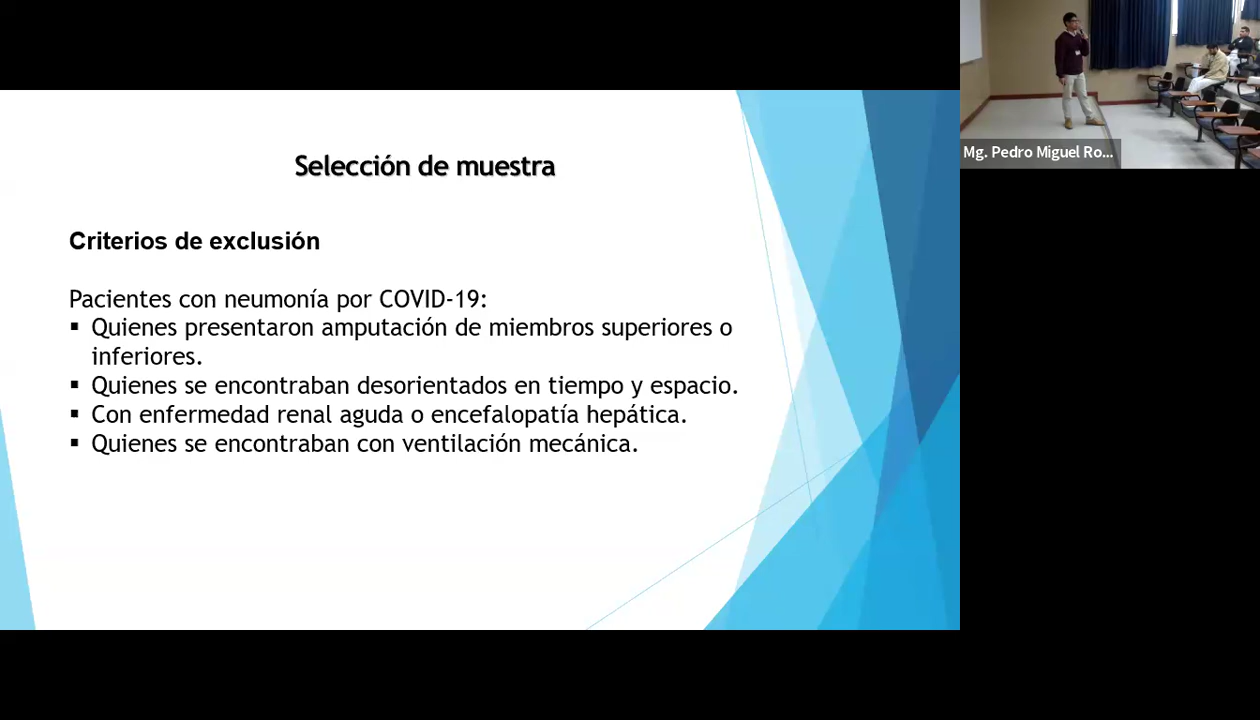 Selección de muestra
Criterios de exclusión
Pacientes con neumonía por COVID-19:
▪ Quienes presentaron amputación de miembros superiores o
inferiores.
▪ Quienes se encontraban desorientados en tiempo y espacio.
▪ Con enfermedad renal aguda o encefalopatía hepática.
▪ Quienes se encontraban con ventilación mecánica.
Mg. Pedro Miguel Ro...